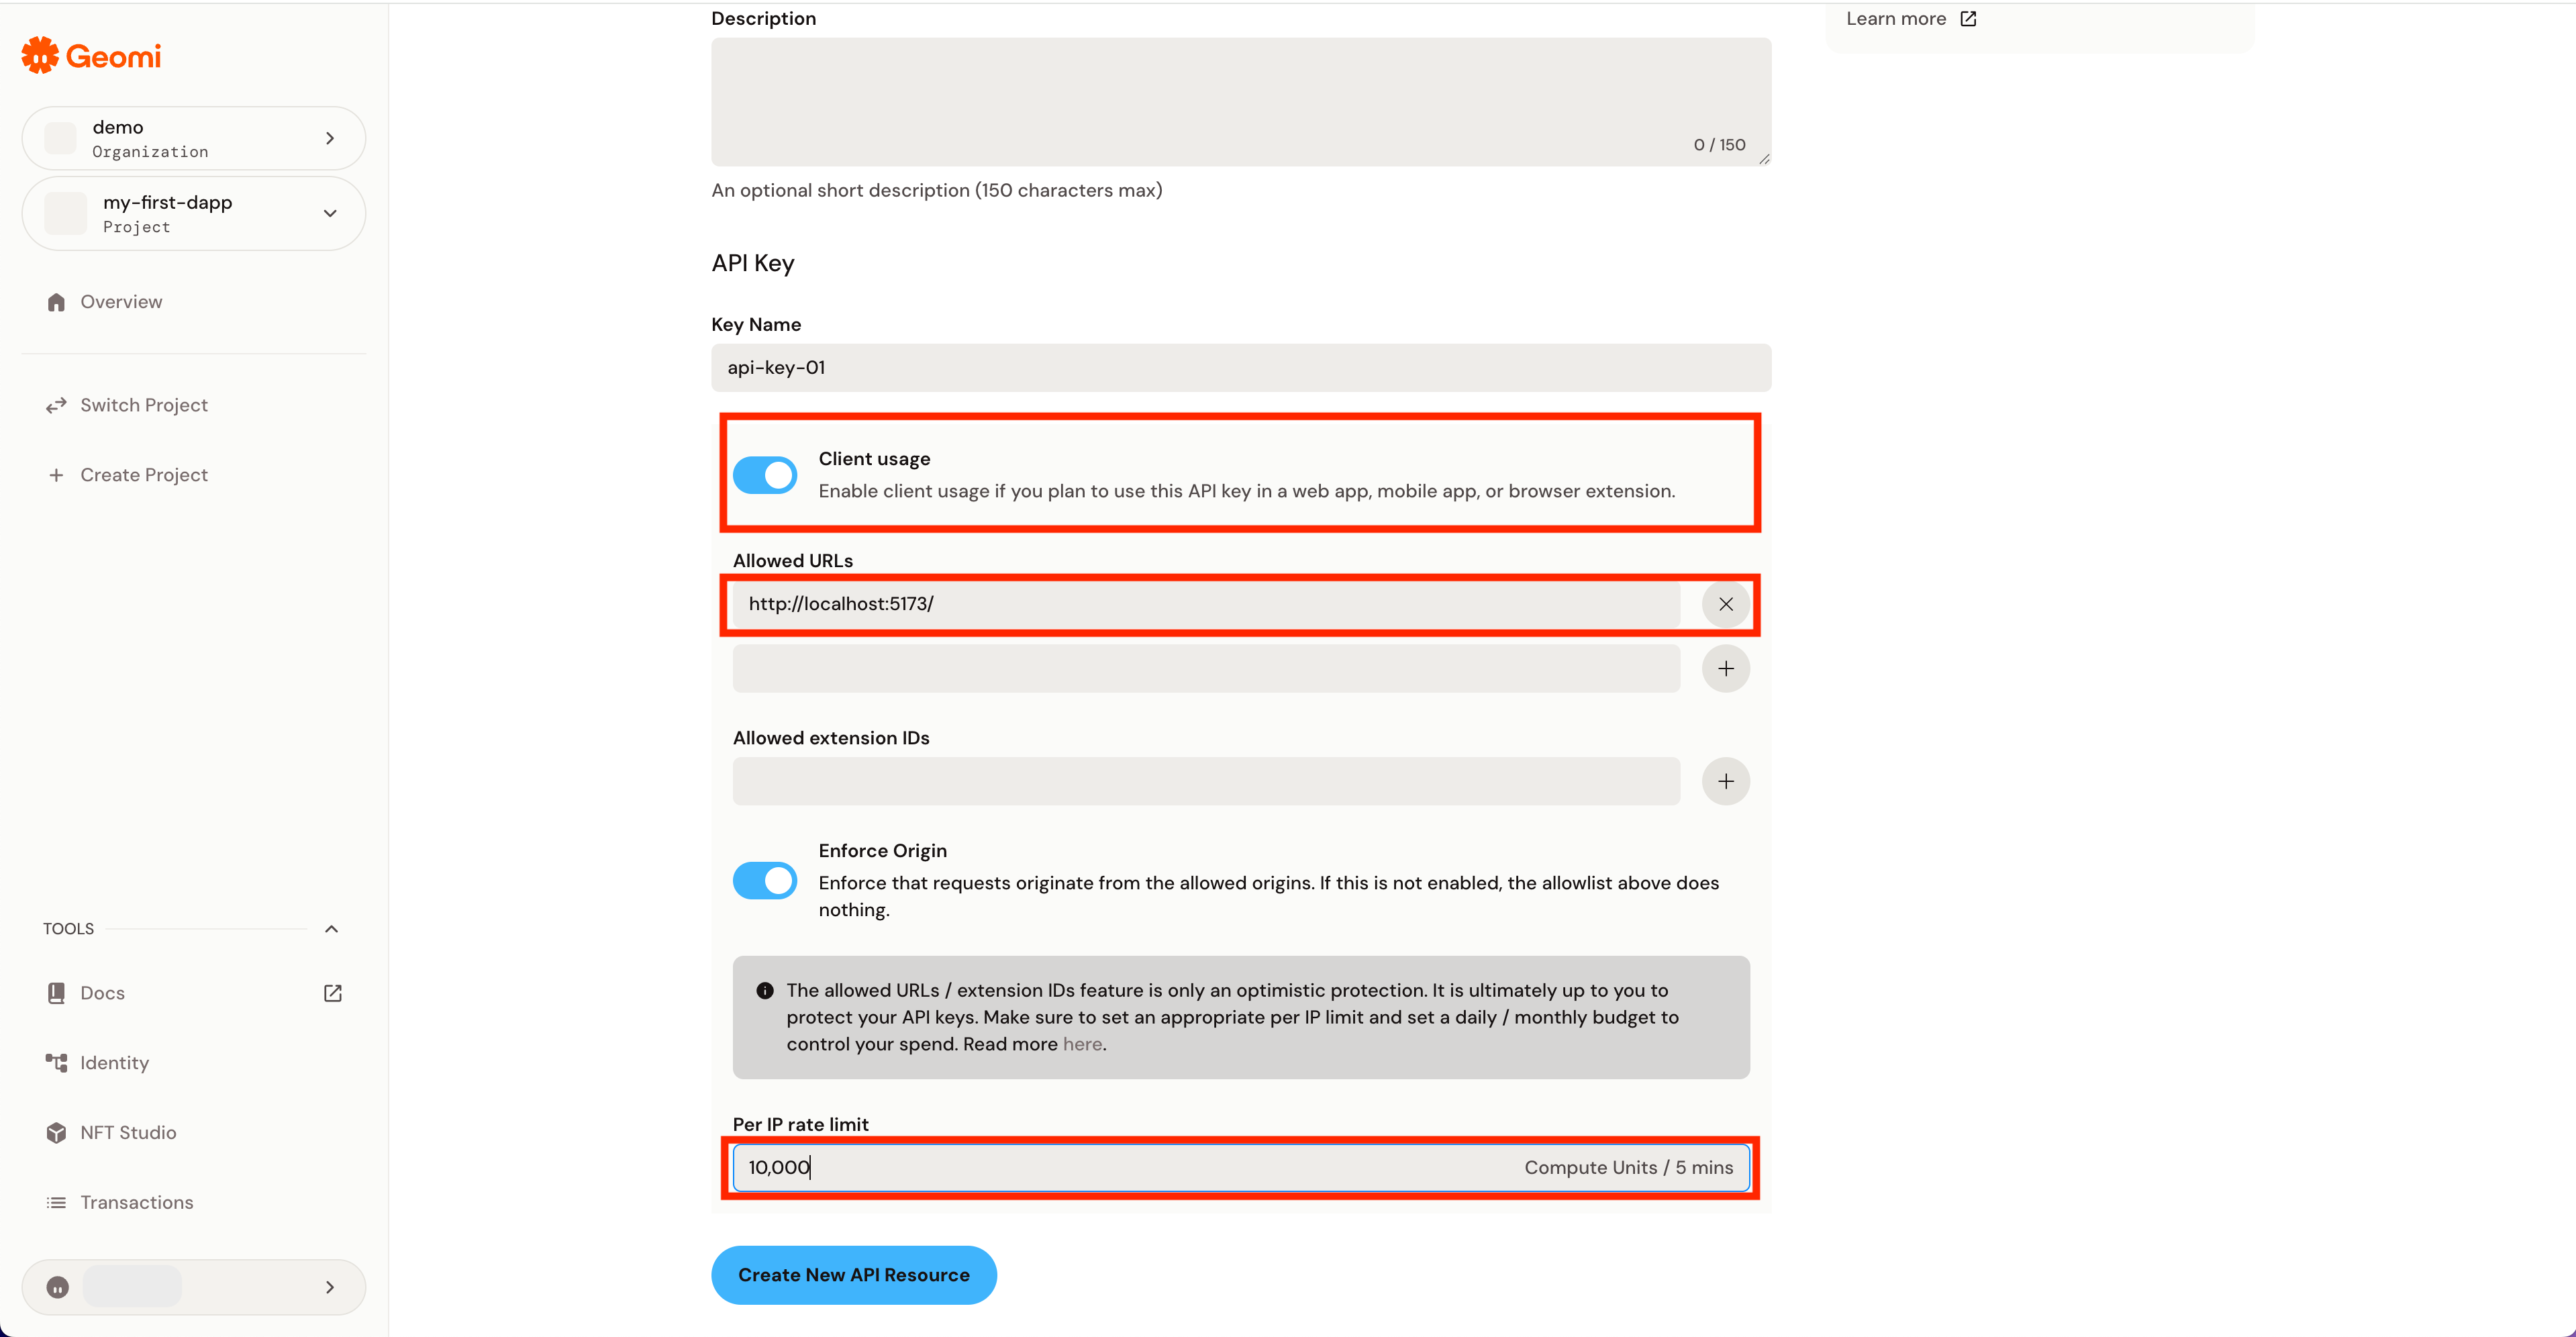 Geomi
demo
Organization
my-first-dapp
Project
Overview
Switch Project
Create Project
TOOLS
Docs
Identity
NFT Studio
Transactions
Description
0 / 150
An optional short description (150 characters max)
API Key
Key Name
api-key-01
Client usage
Enable client usage if you plan to use this API key in a web app, mobile app, or browser extension.
Allowed URLs
http://localhost:5173/
Allowed extension IDs
Enforce Origin
Enforce that requests originate from the allowed origins. If this is not enabled, the allowlist above does
nothing.
The allowed URLs / extension IDs feature is only an optimistic protection. It is ultimately up to you to
protect your API keys. Make sure to set an appropriate per IP limit and set a daily / monthly budget to
control your spend. Read more here.
Per IP rate limit
10,000 Compute Units / 5 mins
Create New API Resource
Learn more